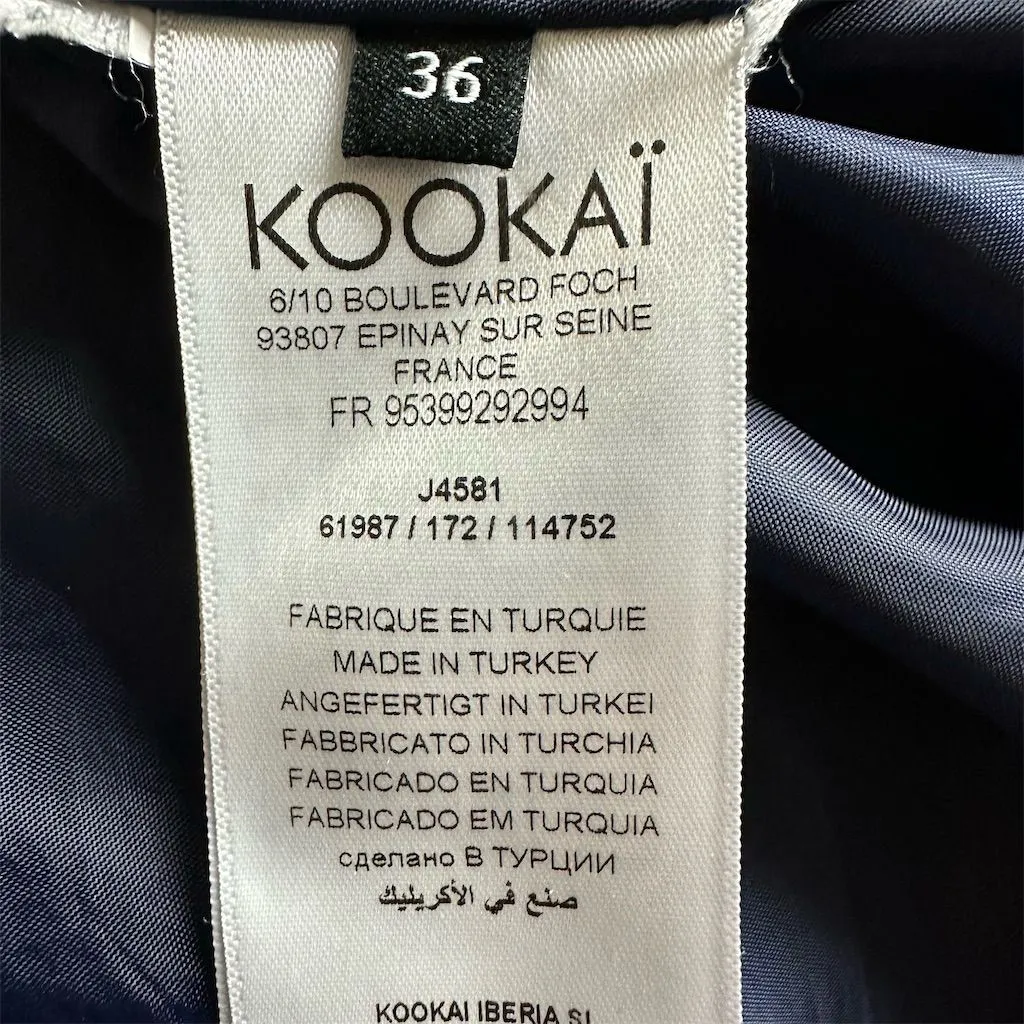 36
KOOKAÏ
6/10 BOULEVARD FOCH
93807 EPINAY SUR SEINE
FRANCE
FR 95399292994
J4581
61987 / 172 / 114752
FABRIQUE EN TURQUIE
MADE IN TURKEY
ANGEFERTIGT IN TURKEI
FABBRICATO IN TURCHIA
FABRICADO EN TURQUIA
FABRICADO EM TURQUIA
сделано В ТУРЦИИ
صنع في الأكريليك
KOOKAI IBERIA SL